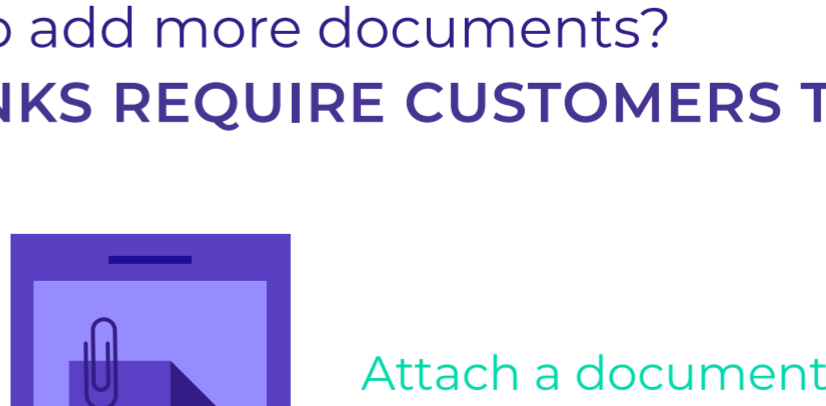 add more documents?
REQUIRE CUSTOMERS
Attach a document